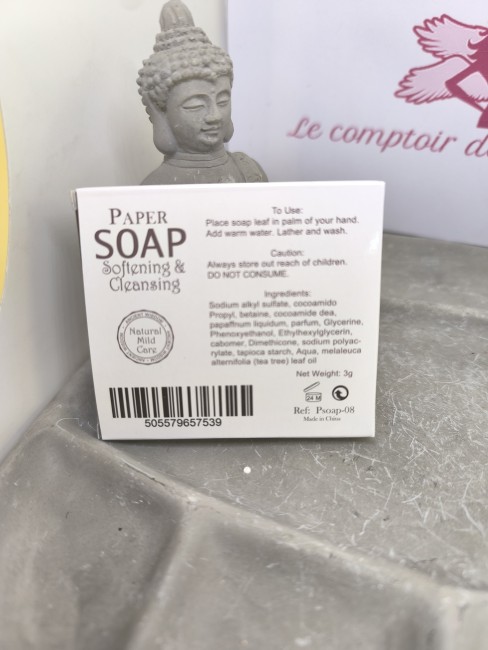 Le comptoir d
PAPER
SOAP
Softening &
Cleansing
Natural
Mild
Care
To Use:
Place soap leaf in palm of your hand.
Add warm water. Lather and wash.
Caution:
Always store out reach of children.
DO NOT CONSUME.
Ingredients:
Sodium alkyl sulfate, cocoamido
Propyl, betaine, cocoamide dea,
papaffnum liquidum, parfum, Glycerine,
Phenoxyethanol, Ethylhexylglycerin,
cabomer, Dimethicone, sodium polyac-
rylate, tapioca starch, Aqua, melaleuca
alternifolia (tea tree) leaf oil
Net Weight: 3g
24 M
Ref: Psoap-08
Made in China
505579657539